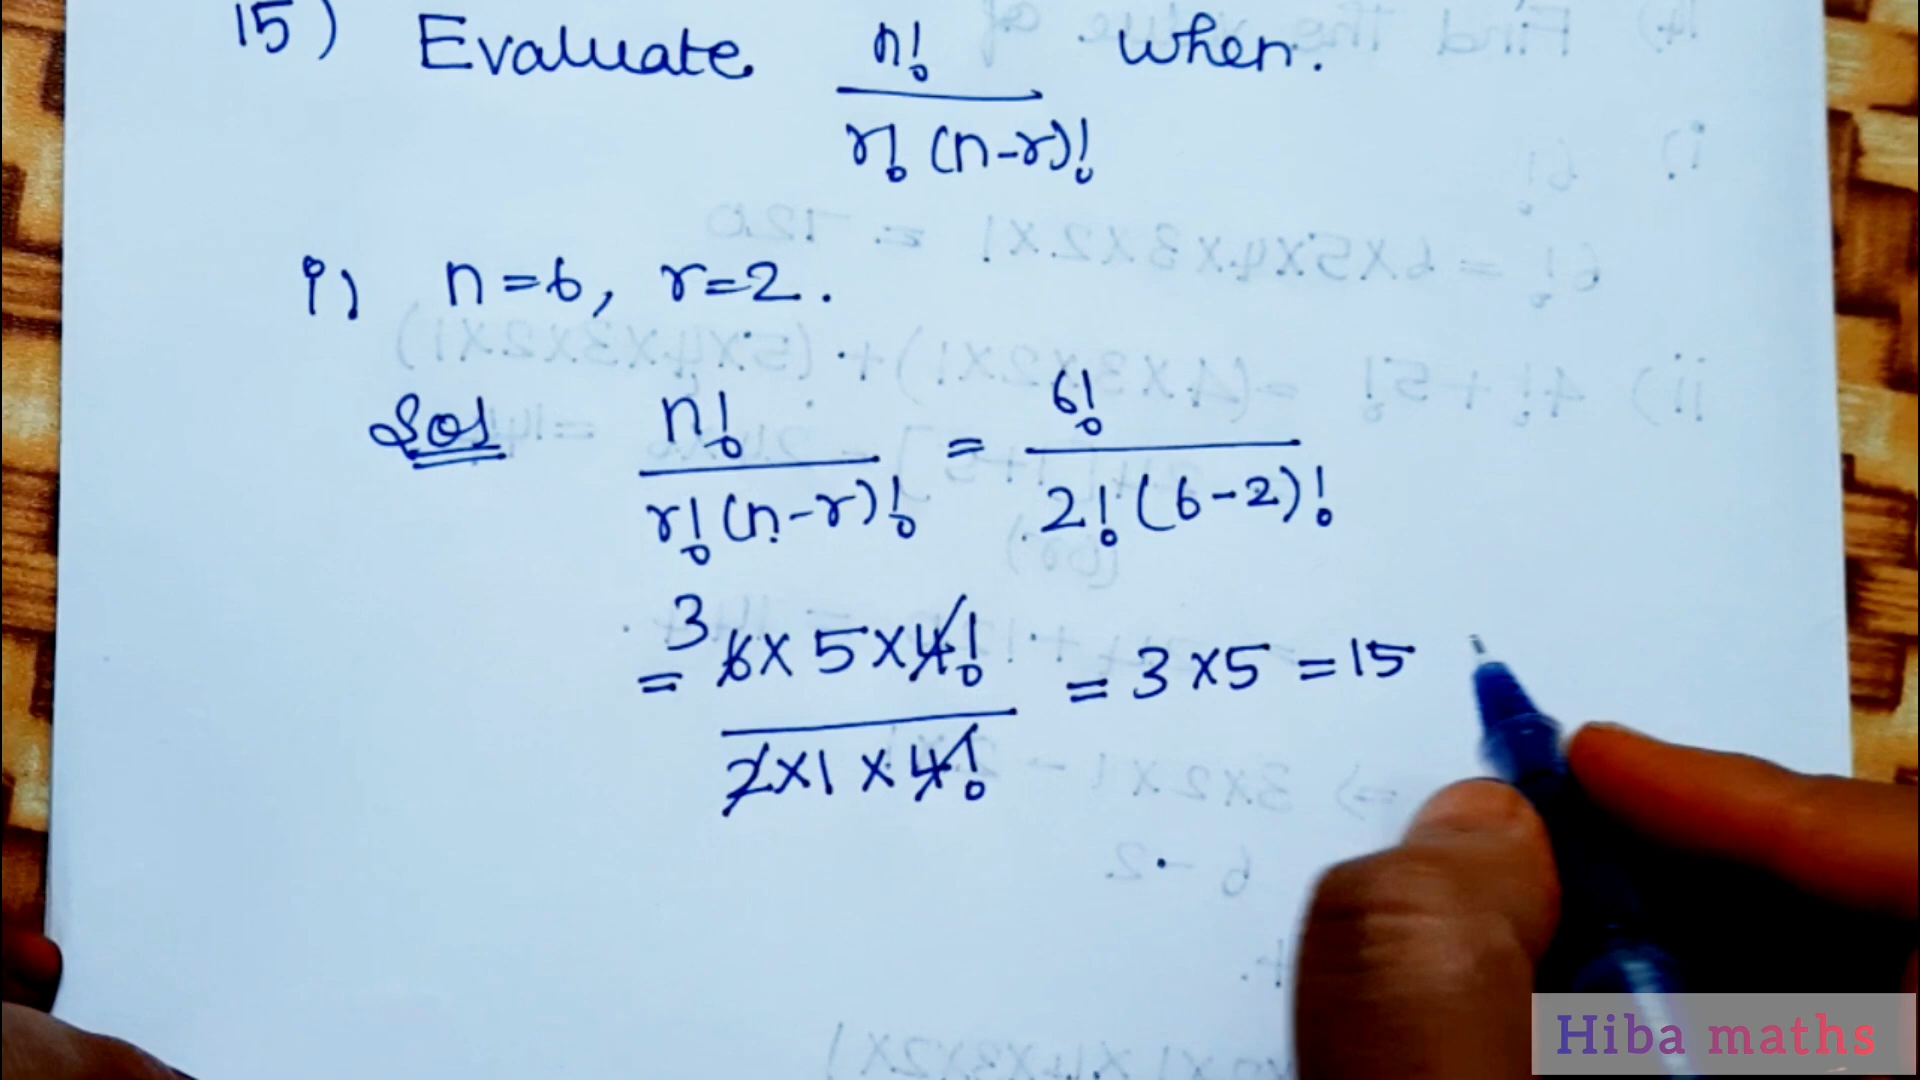 15) Evaluate n! / r!(n-r)! when.
i) n=6, r=2.
Sol n! / r!(n-r)! = 6! / 2!(6-2)!
= 3 6×5×4! / 2×1×4! = 3×5 = 15
Hiba maths